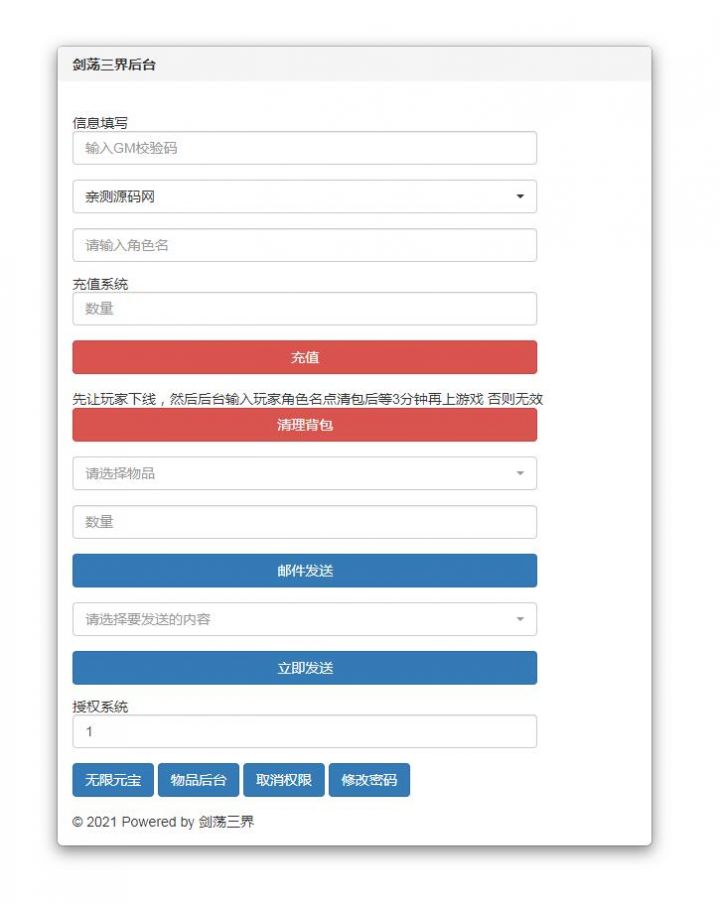 剑荡三界后台
信息填写
输入GM校验码
亲测源码网
请输入角色名
充值系统
数量
充值
先让玩家下线，然后后台输入玩家角色名点清包后等3分钟再上游戏 否则无效
清理背包
请选择物品
数量
邮件发送
请选择要发送的内容
立即发送
授权系统
1
无限元宝 物品后台 取消权限 修改密码
© 2021 Powered by 剑荡三界